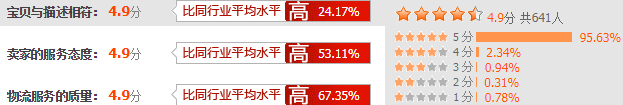 宝贝与描述相符： 4.9分 比同行业平均水平 高 24.17%
卖家的服务态度： 4.9分 比同行业平均水平 高 53.11%
物流服务的质量： 4.9分 比同行业平均水平 高 67.35%
4.9分 共641人
5分 95.63%
4分 2.34%
3分 0.94%
2分 0.31%
1分 0.78%